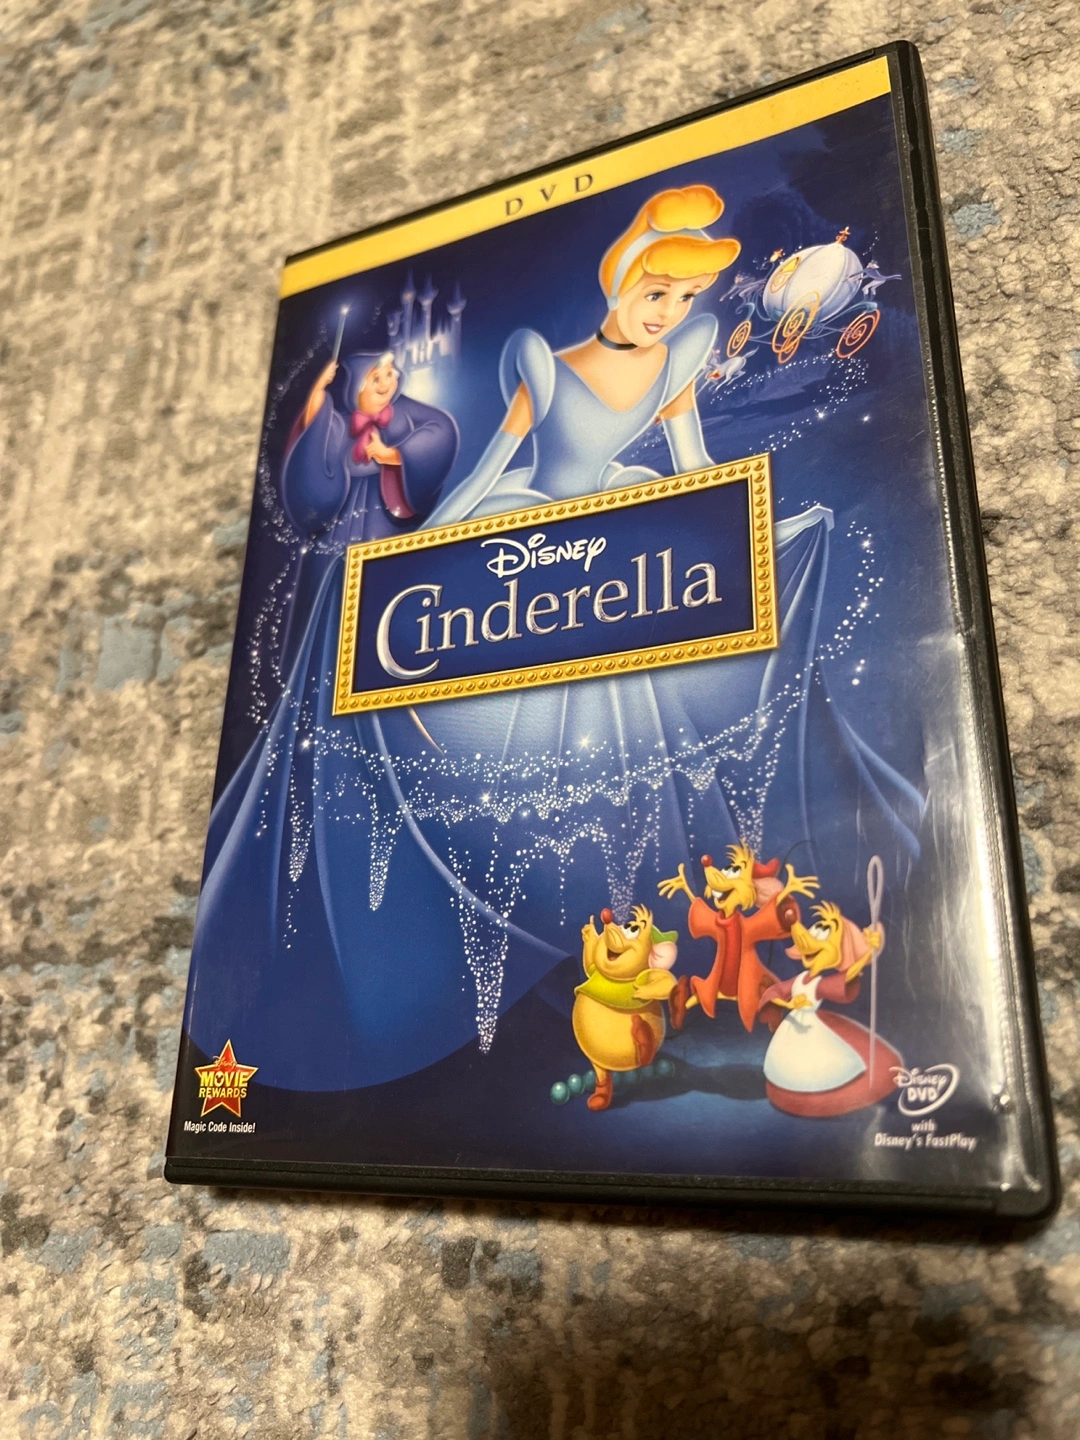 DVD
Disney
Cinderella
Disney
MOVIE
REWARDS
Magic Code Inside!
Disney
DVD
with
Disney's FastPlay